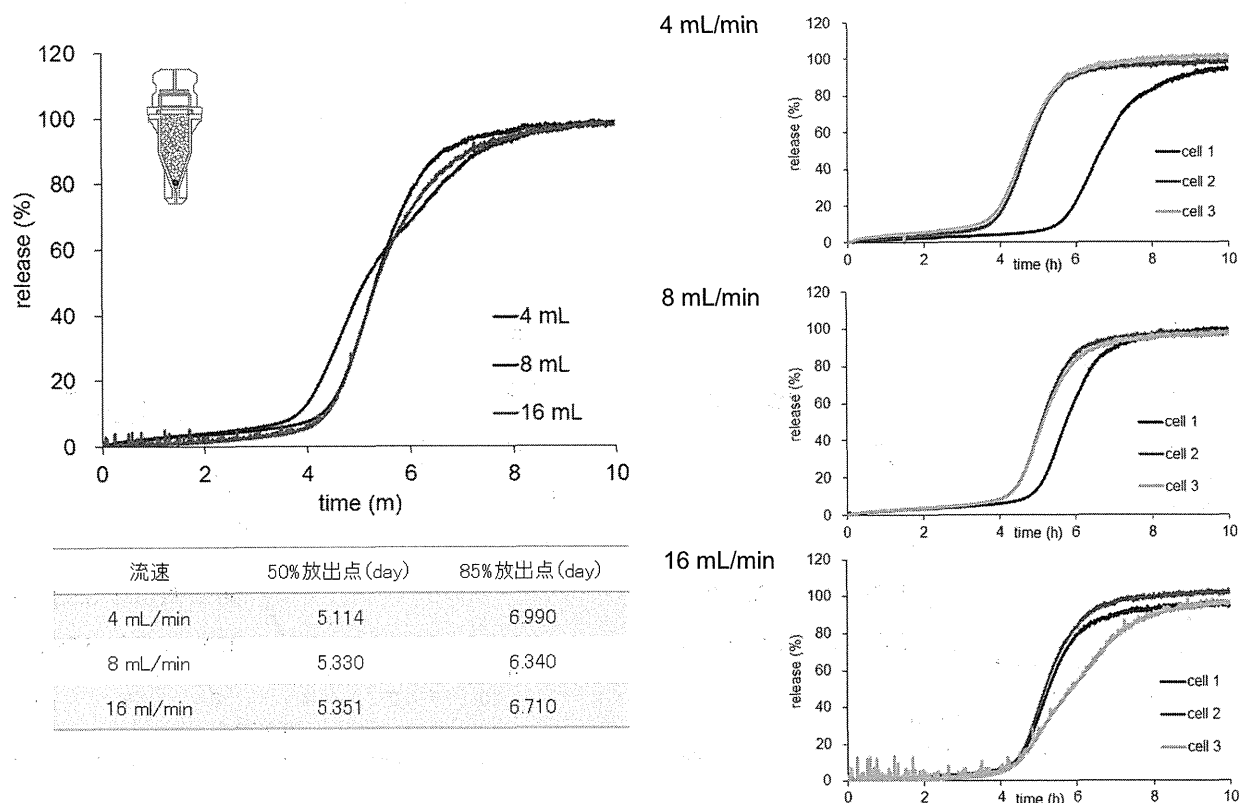 120
100
80
60
40
20
0
release (%)
0 2 4 6 8 10
time (m)
4 mL
8 mL
16 mL
流速 50%放出点(day) 85%放出点(day)
4 mL/min 5.114 6.990
8 mL/min 5.330 6.340
16 ml/min 5.351 6.710
4 mL/min
120
100
80
60
40
20
0
release (%)
0 2 4 6 8 10
time (h)
cell 1
cell 2
cell 3
8 mL/min
120
100
80
60
40
20
0
release (%)
0 2 4 6 8 10
time (h)
cell 1
cell 2
cell 3
16 mL/min
120
100
80
60
40
20
0
release (%)
0 2 4 6 8 10
time (h)
cell 1
cell 2
cell 3